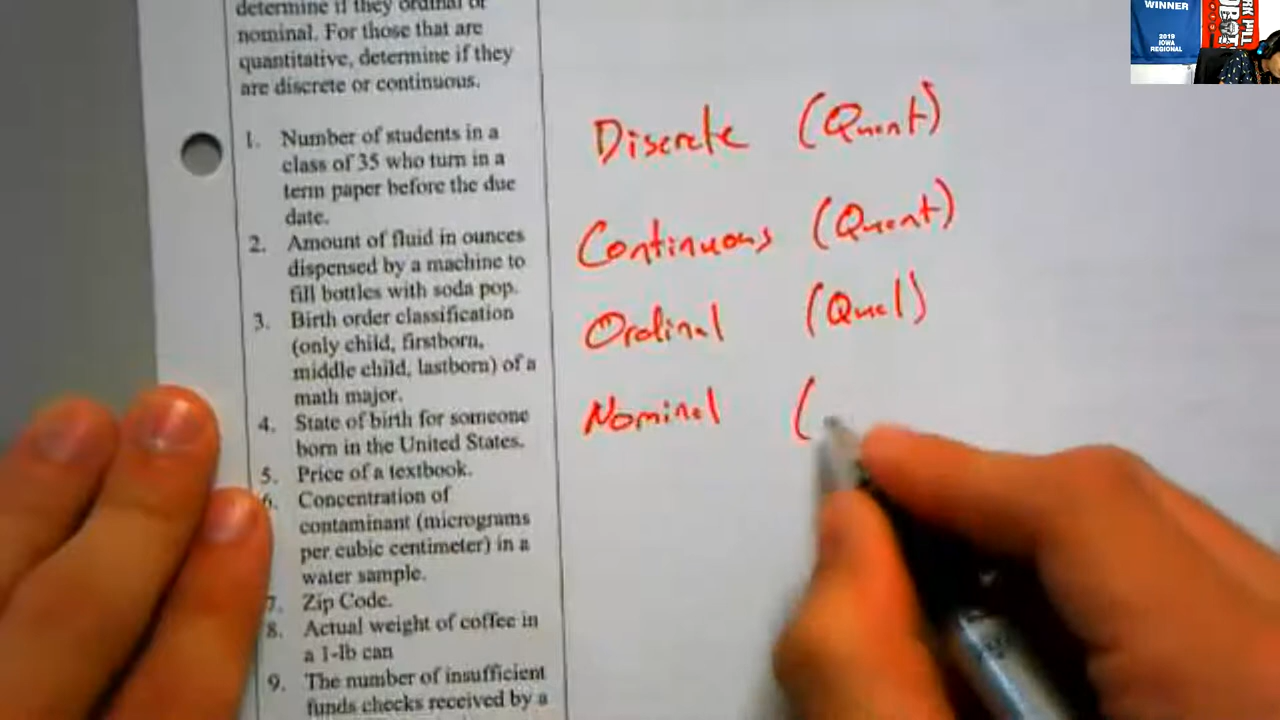 determine if they ordinal or
nominal. For those that are
quantitative, determine if they
are discrete or continuous.
1. Number of students in a
class of 35 who turn in a
term paper before the due
date.
2. Amount of fluid in ounces
dispensed by a machine to
fill bottles with soda pop.
3. Birth order classification
(only child, firstborn,
middle child, lastborn) of a
math major.
4. State of birth for someone
born in the United States.
5. Price of a textbook.
6. Concentration of
contaminant (micrograms
per cubic centimeter) in a
water sample.
7. Zip Code.
8. Actual weight of coffee in
a 1-lb can
9. The number of insufficient
funds checks received by a
Discrete (Quant)
Continuous (Quant)
Ordinal (Qual)
Nominal (
WINNER
2019
IOWA
REGIONAL